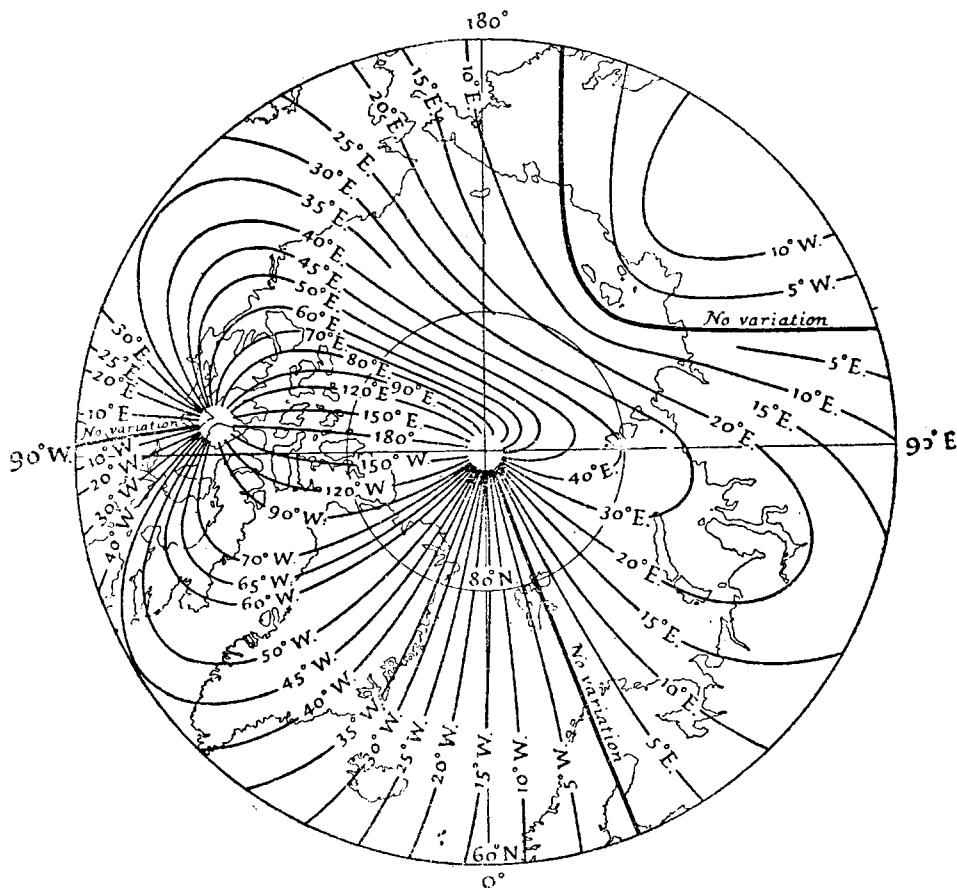 180°
10°E.
15°E.
20°E.
25°E.
30°E.
35°E.
40°E.
45°E.
50°E.
60°E.
70°E.
80°E.
90°E.
120°E.
150°E.
180°
150° W
120° W
90° W.
70° W.
65° W.
60° W.
50° W.
45° W.
40° W.
35° W.
30° W.
25° W.
20° W.
15° W.
10° W.
5° W.
No variation
5° E.
10° E.
15° E.
20° E.
30° E.
40° E.
10° W.
5° W.
No variation
5° E.
10° E.
15° E.
20° E.
30°E.
25°E.
20°E.
10°E
No variation
10° W
20° W.
30° W.
40° W.
90° W.
90° E
80° N
60° N.
0°